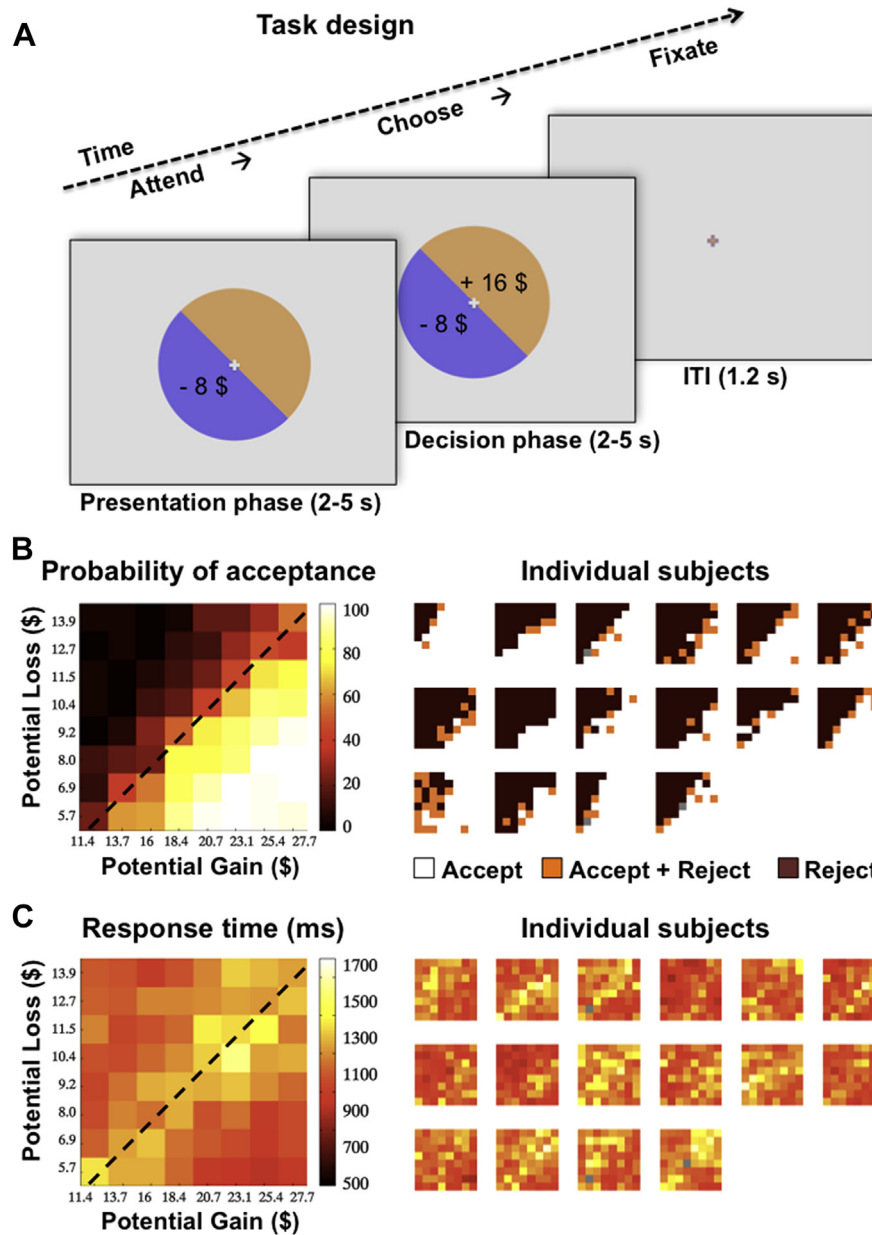 A
Task design
Time
Attend
Choose
Fixate
- 8 $
Presentation phase (2-5 s)
+ 16 $
- 8 $
Decision phase (2-5 s)
ITI (1.2 s)
B
Probability of acceptance
Individual subjects
Potential Loss ($)
13.9
12.7
11.5
10.4
9.2
8.0
6.9
5.7
11.4 13.7 16 18.4 20.7 23.1 25.4 27.7
Potential Gain ($)
100
80
60
40
20
0
Accept
Accept + Reject
Reject
C
Response time (ms)
Individual subjects
Potential Loss ($)
13.9
12.7
11.5
10.4
9.2
8.0
6.9
5.7
11.4 13.7 16 18.4 20.7 23.1 25.4 27.7
Potential Gain ($)
1700
1500
1300
1100
900
700
500